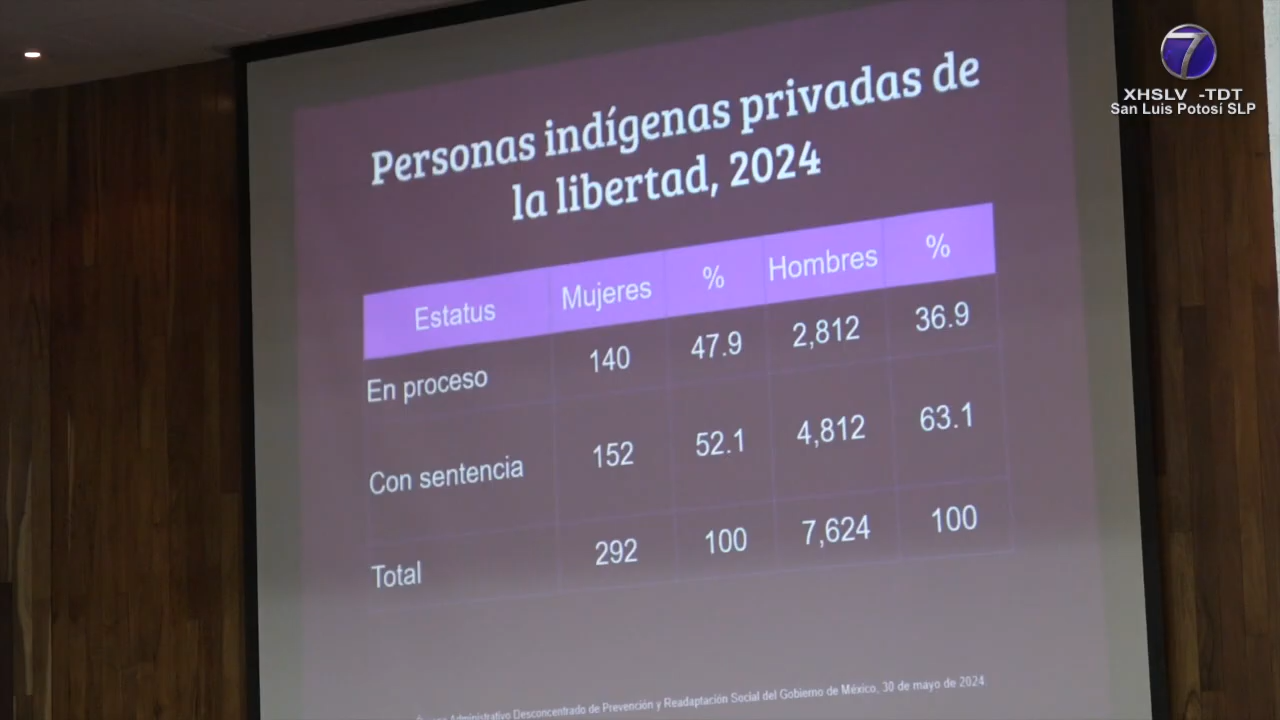 7
XHSLV -TDT
San Luis Potosí SLP
Personas indígenas privadas de
la libertad, 2024
Estatus Mujeres % Hombres %
En proceso 140 47.9 2,812 36.9
Con sentencia 152 52.1 4,812 63.1
Total 292 100 7,624 100
Administrativo Desconcentrado de Prevención y Readaptación Social del Gobierno de México, 30 de mayo de 2024.